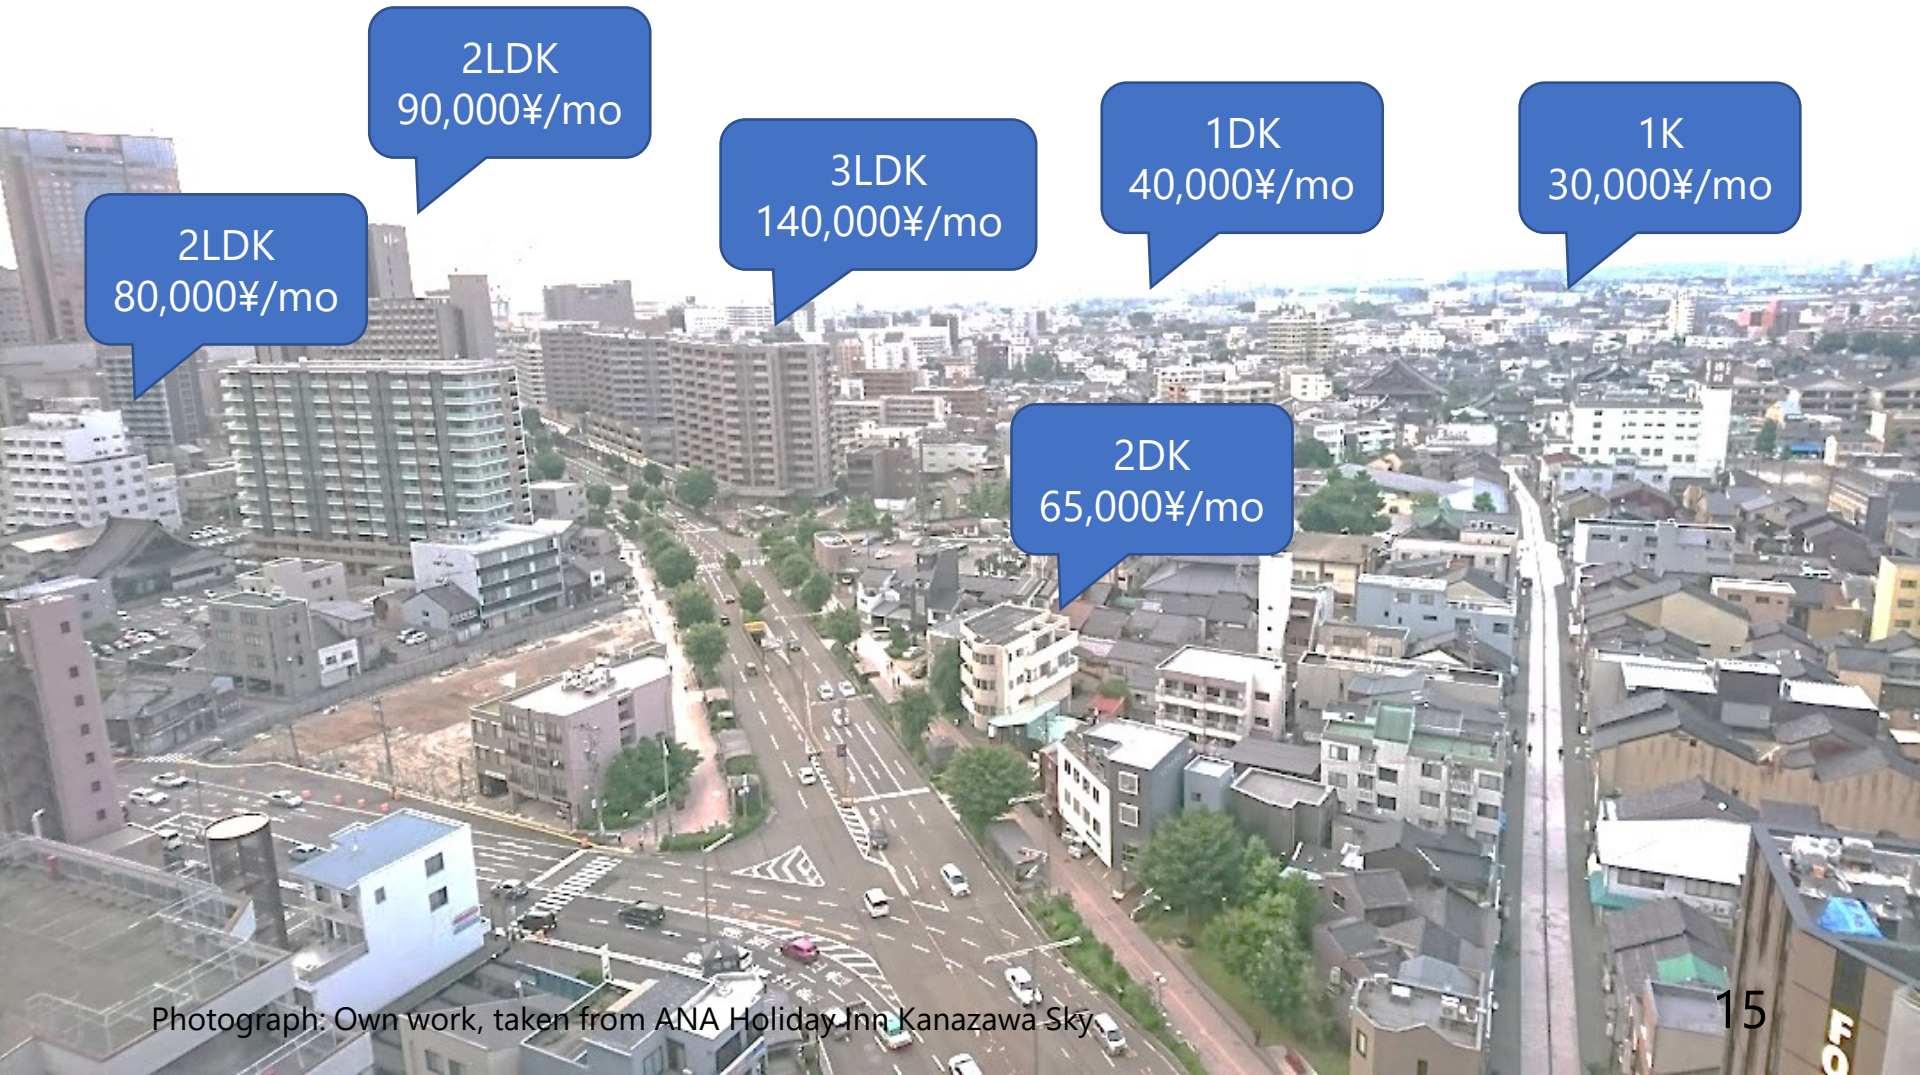 2LDK
90,000¥/mo
2LDK
80,000¥/mo
3LDK
140,000¥/mo
1DK
40,000¥/mo
1K
30,000¥/mo
2DK
65,000¥/mo
Photograph: Own work, taken from ANA Holiday Inn Kanazawa Sky
15
FO